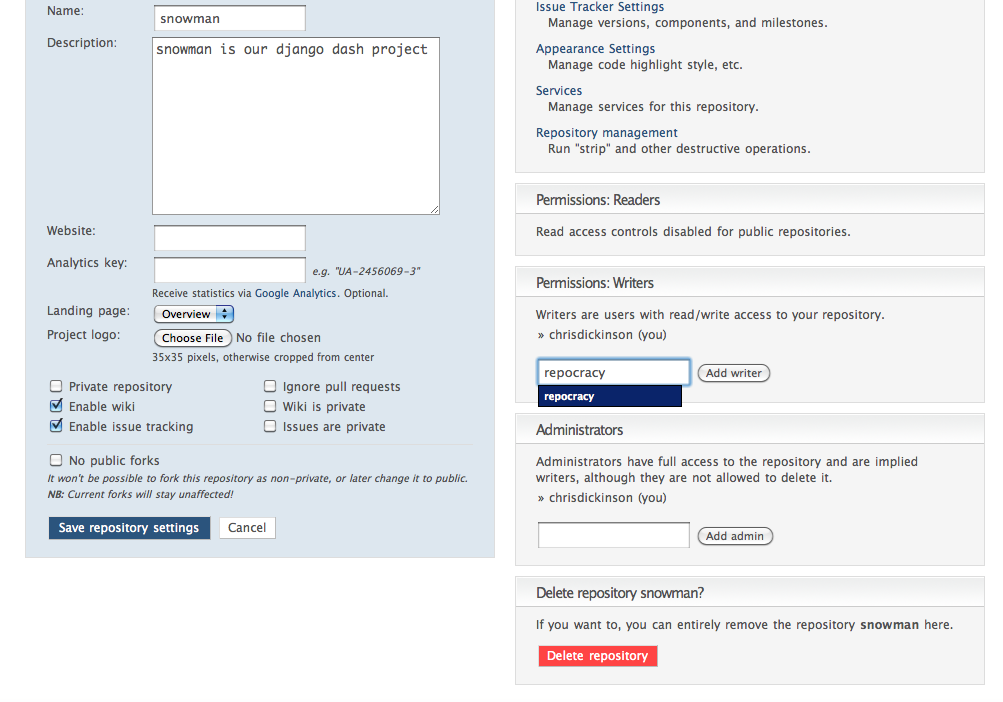 Name:
snowman
Description:
snowman is our django dash project
Website:
Analytics key:
e.g. "UA-2456069-3"
Receive statistics via Google Analytics. Optional.
Landing page:
Overview
Project logo:
Choose File No file chosen
35x35 pixels, otherwise cropped from center
Private repository
Ignore pull requests
Enable wiki
Wiki is private
Enable issue tracking
Issues are private
No public forks
It won't be possible to fork this repository as non-private, or later change it to public.
NB: Current forks will stay unaffected!
Save repository settings
Cancel
Issue Tracker Settings
Manage versions, components, and milestones.
Appearance Settings
Manage code highlight style, etc.
Services
Manage services for this repository.
Repository management
Run "strip" and other destructive operations.
Permissions: Readers
Read access controls disabled for public repositories.
Permissions: Writers
Writers are users with read/write access to your repository.
» chrisdickinson (you)
repocracy
Add writer
repocracy
Administrators
Administrators have full access to the repository and are implied
writers, although they are not allowed to delete it.
» chrisdickinson (you)
Add admin
Delete repository snowman?
If you want to, you can entirely remove the repository snowman here.
Delete repository